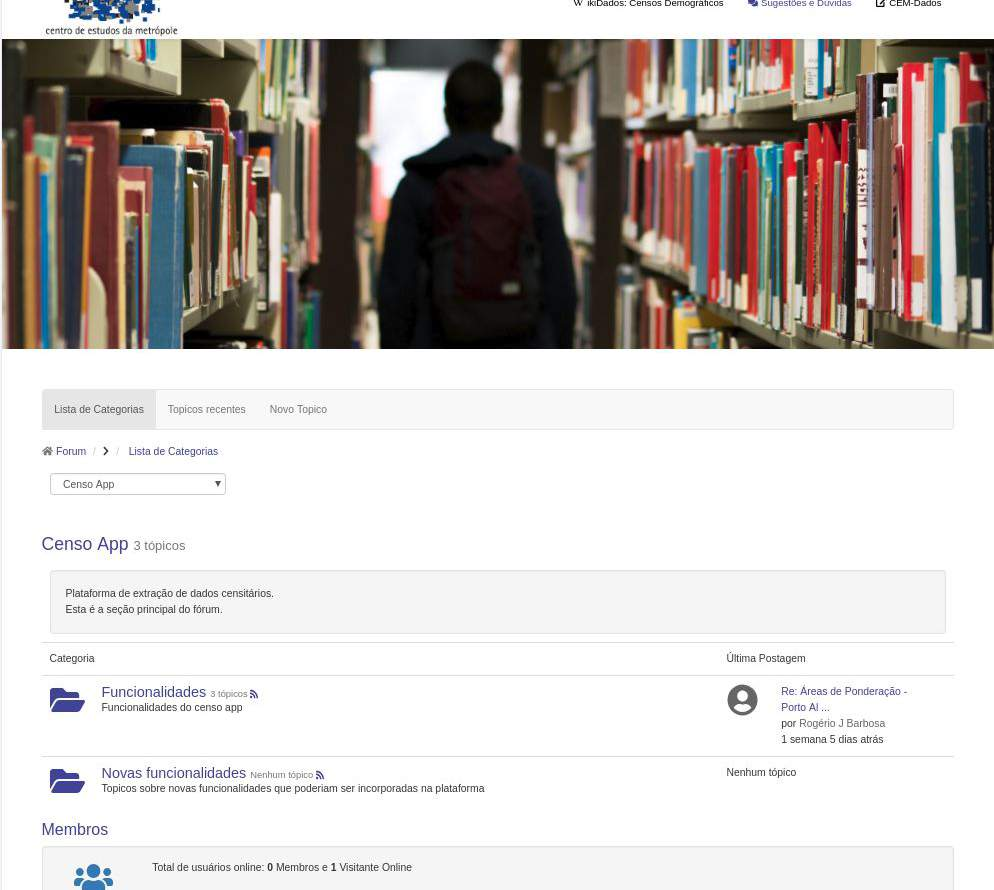 WikiDados: Censos Demográficos Sugestões e Dúvidas CEM-Dados
centro de estudos da metrópole
Lista de Categorias Topicos recentes Novo Topico
Forum / > / Lista de Categorias
Censo App
Censo App 3 tópicos
Plataforma de extração de dados censitários.
Esta é a seção principal do fórum.
Categoria Última Postagem
Funcionalidades 3 tópicos
Funcionalidades do censo app
Re: Áreas de Ponderação -
Porto Al ...
por Rogério J Barbosa
1 semana 5 dias atrás
Novas funcionalidades Nenhum tópico
Topicos sobre novas funcionalidades que poderiam ser incorporadas na plataforma
Nenhum tópico
Membros
Total de usuários online: 0 Membros e 1 Visitante Online